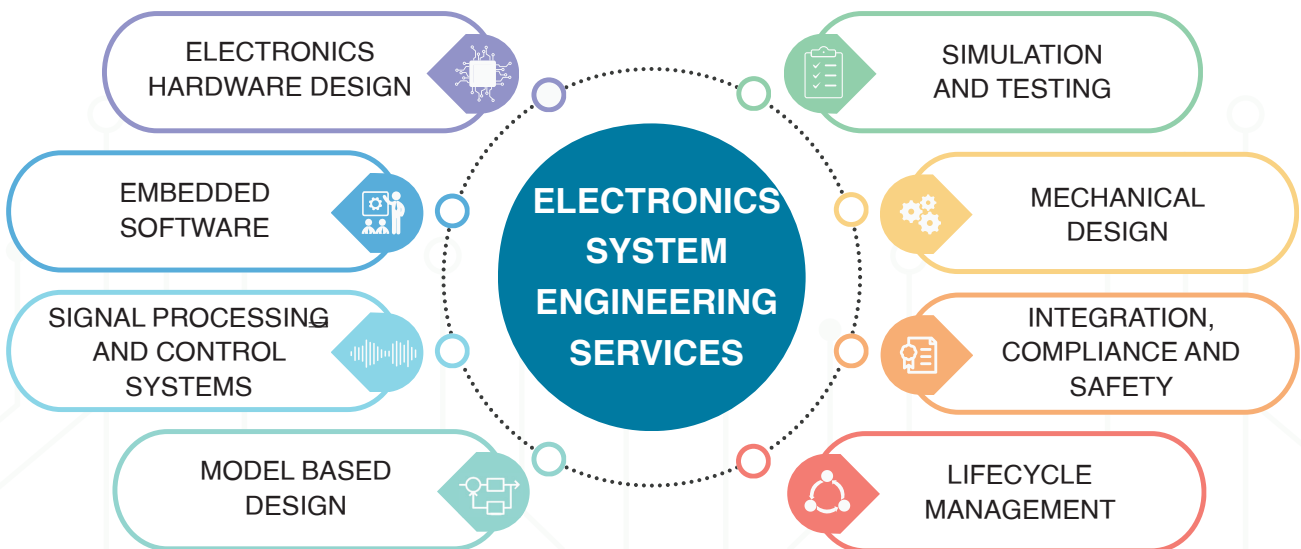 ELECTRONICS
HARDWARE DESIGN
EMBEDDED
SOFTWARE
SIGNAL PROCESSING
AND CONTROL
SYSTEMS
MODEL BASED
DESIGN
ELECTRONICS
SYSTEM
ENGINEERING
SERVICES
SIMULATION
AND TESTING
MECHANICAL
DESIGN
INTEGRATION,
COMPLIANCE AND
SAFETY
LIFECYCLE
MANAGEMENT